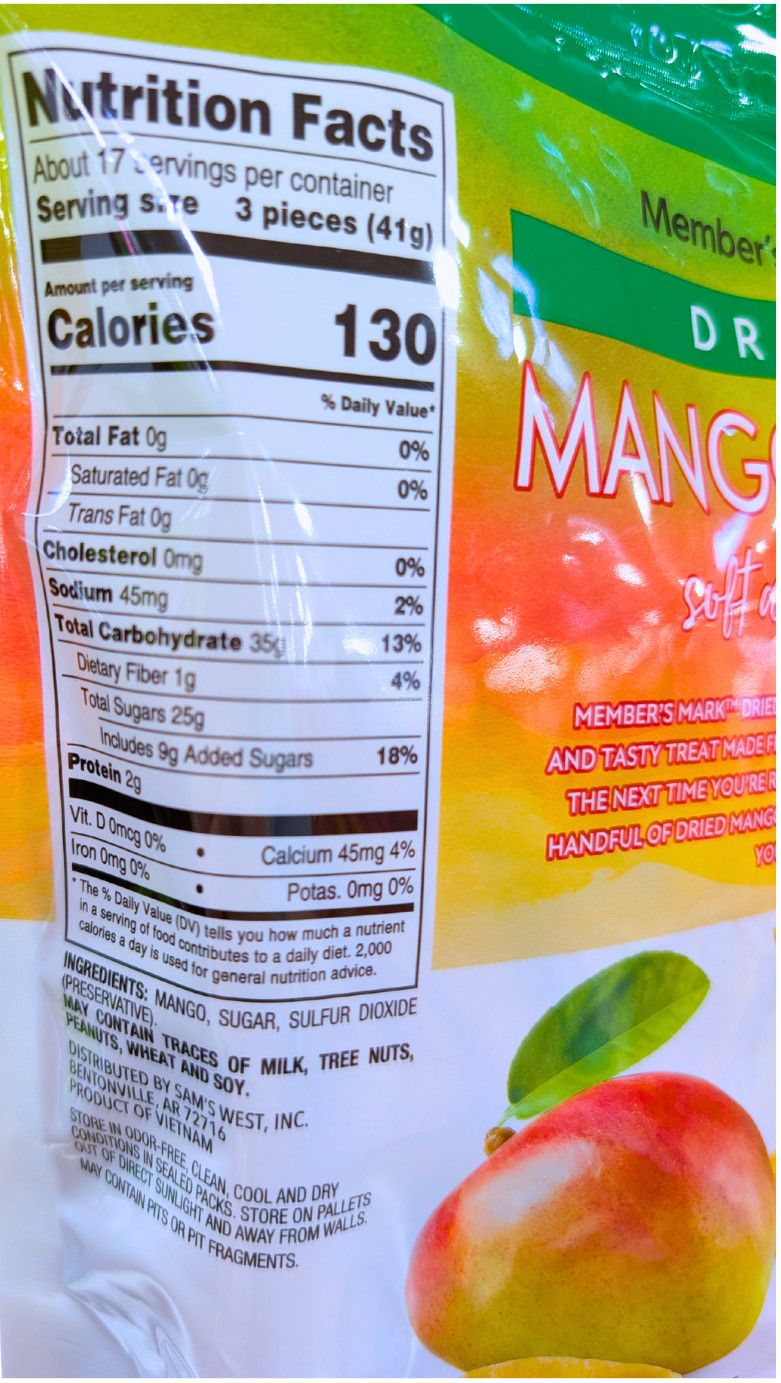 Nutrition Facts
About 17 servings per container
Serving size 3 pieces (41g)
Amount per serving
Calories 130
% Daily Value*
Total Fat 0g 0%
Saturated Fat 0g 0%
Trans Fat 0g
Cholesterol 0mg 0%
Sodium 45mg 2%
Total Carbohydrate 35g 13%
Dietary Fiber 1g 4%
Total Sugars 25g
Includes 9g Added Sugars 18%
Protein 2g
Vit. D 0mcg 0% • Calcium 45mg 4%
Iron 0mg 0% • Potas. 0mg 0%
* The % Daily Value (DV) tells you how much a nutrient
in a serving of food contributes to a daily diet. 2,000
calories a day is used for general nutrition advice.
INGREDIENTS: MANGO, SUGAR, SULFUR DIOXIDE
(PRESERVATIVE).
MAY CONTAIN TRACES OF MILK, TREE NUTS,
PEANUTS, WHEAT AND SOY.
DISTRIBUTED BY SAM'S WEST, INC.
BENTONVILLE, AR 72716
PRODUCT OF VIETNAM
STORE IN ODOR-FREE, CLEAN, COOL AND DRY
CONDITIONS IN SEALED PACKS. STORE ON PALLETS
OUT OF DIRECT SUNLIGHT AND AWAY FROM WALLS.
MAY CONTAIN PITS OR PIT FRAGMENTS.
Member's
DR
MANGO
soft
MEMBER'S MARK™ DRIED
AND TASTY TREAT MADE
THE NEXT TIME YOU'RE
HANDFUL OF DRIED MANGO